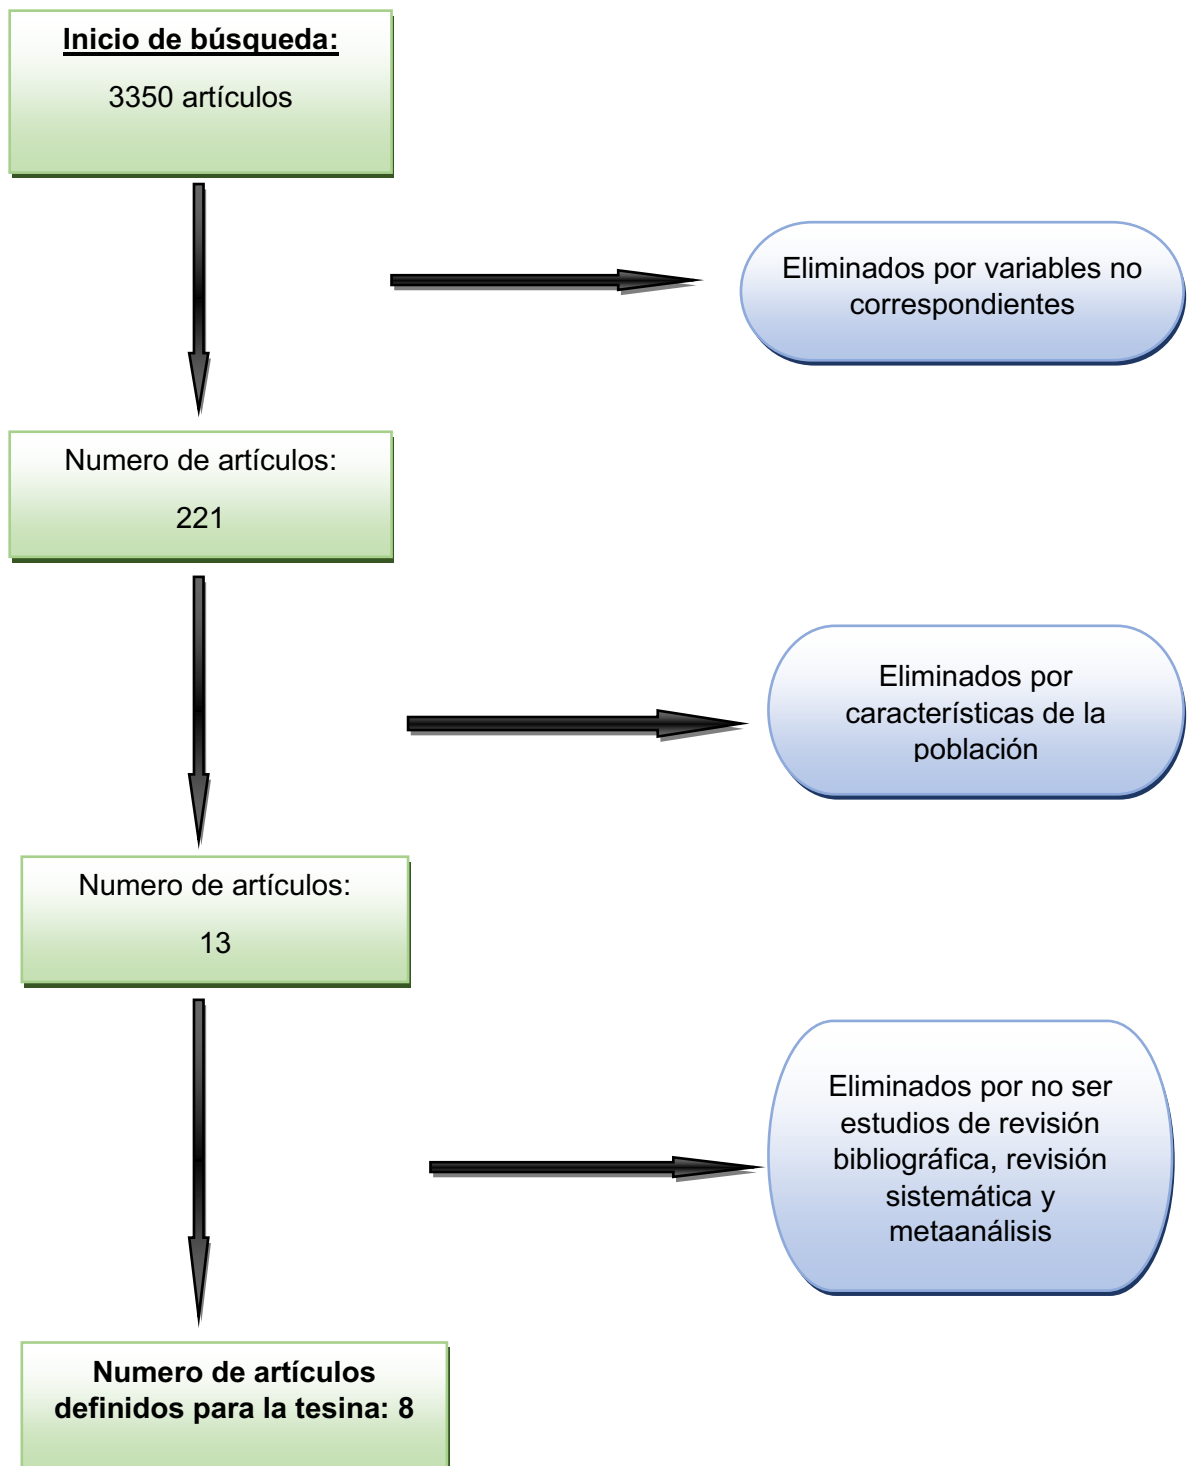 Inicio de búsqueda:
3350 artículos
Eliminados por variables no
correspondientes
Numero de artículos:
221
Eliminados por
características de la
población
Numero de artículos:
13
Eliminados por no ser
estudios de revisión
bibliográfica, revisión
sistemática y
metaanálisis
Numero de artículos
definidos para la tesina: 8